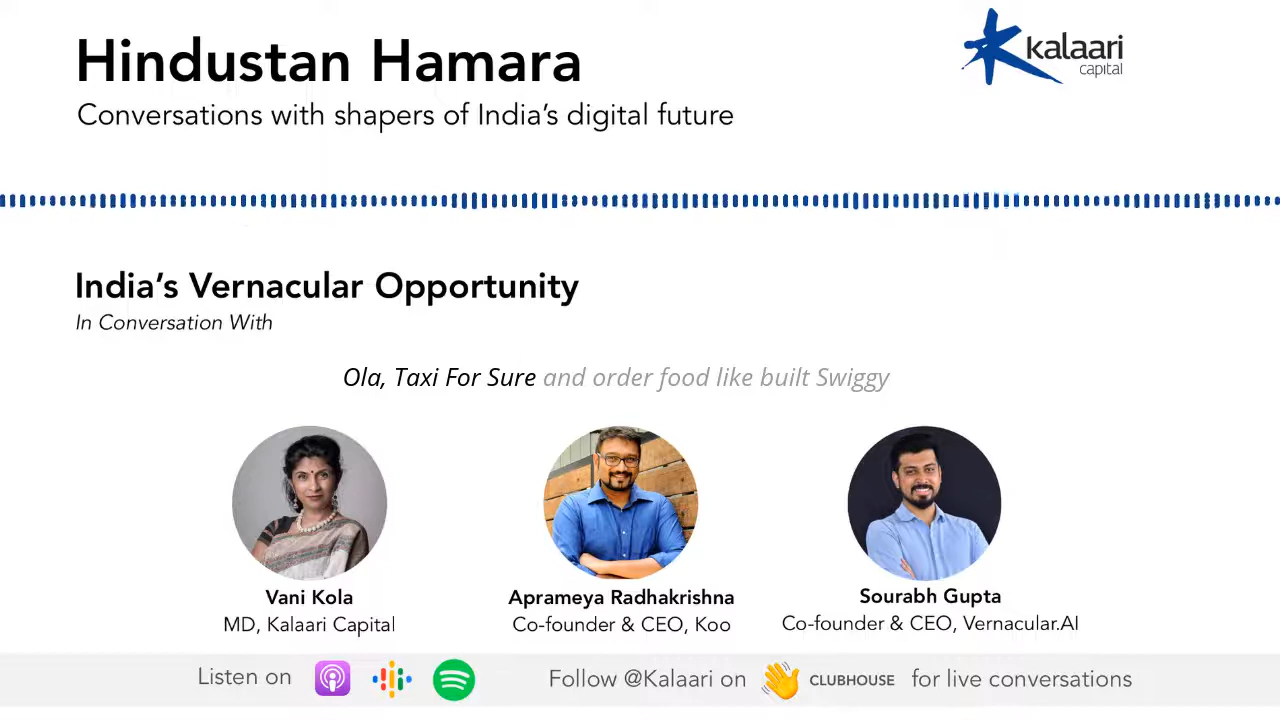 Hindustan Hamara
kalaari
capital
Conversations with shapers of India’s digital future
India’s Vernacular Opportunity
In Conversation With
Ola, Taxi For Sure and order food like built Swiggy
Vani Kola
MD, Kalaari Capital
Aprameya Radhakrishna
Co-founder & CEO, Koo
Sourabh Gupta
Co-founder & CEO, Vernacular.AI
Listen on
Follow @Kalaari on CLUBHOUSE for live conversations